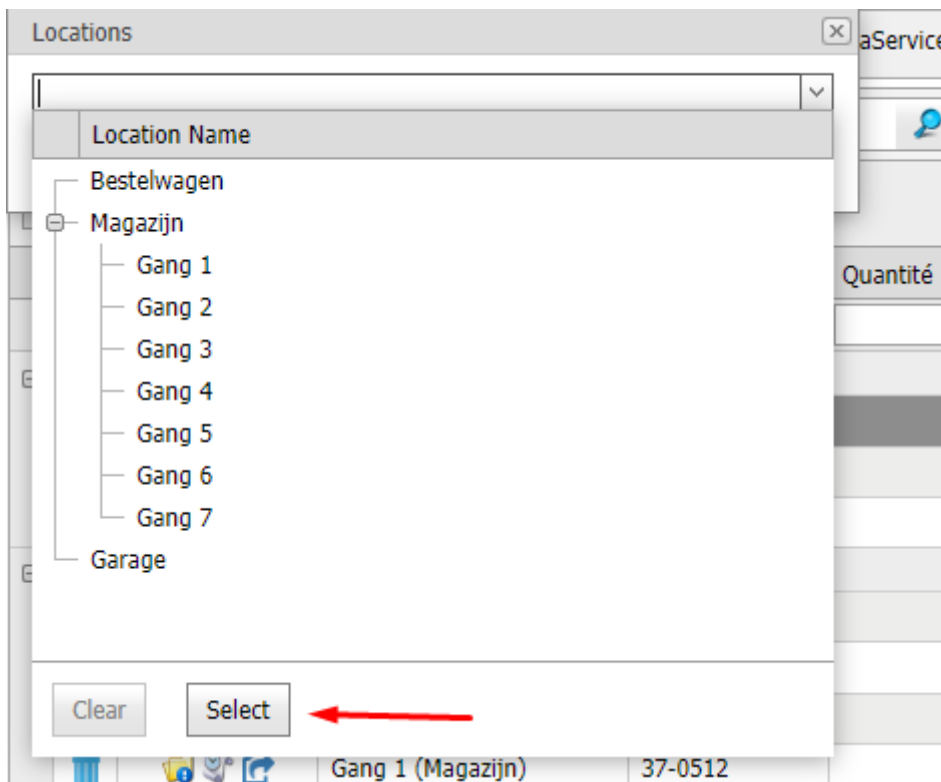 Locations
aService
Location Name
Bestelwagen
Magazijn
Gang 1
Quantité
Gang 2
Gang 3
Gang 4
Gang 5
Gang 6
Gang 7
Garage
Clear
Select
Gang 1 (Magazijn)
37-0512